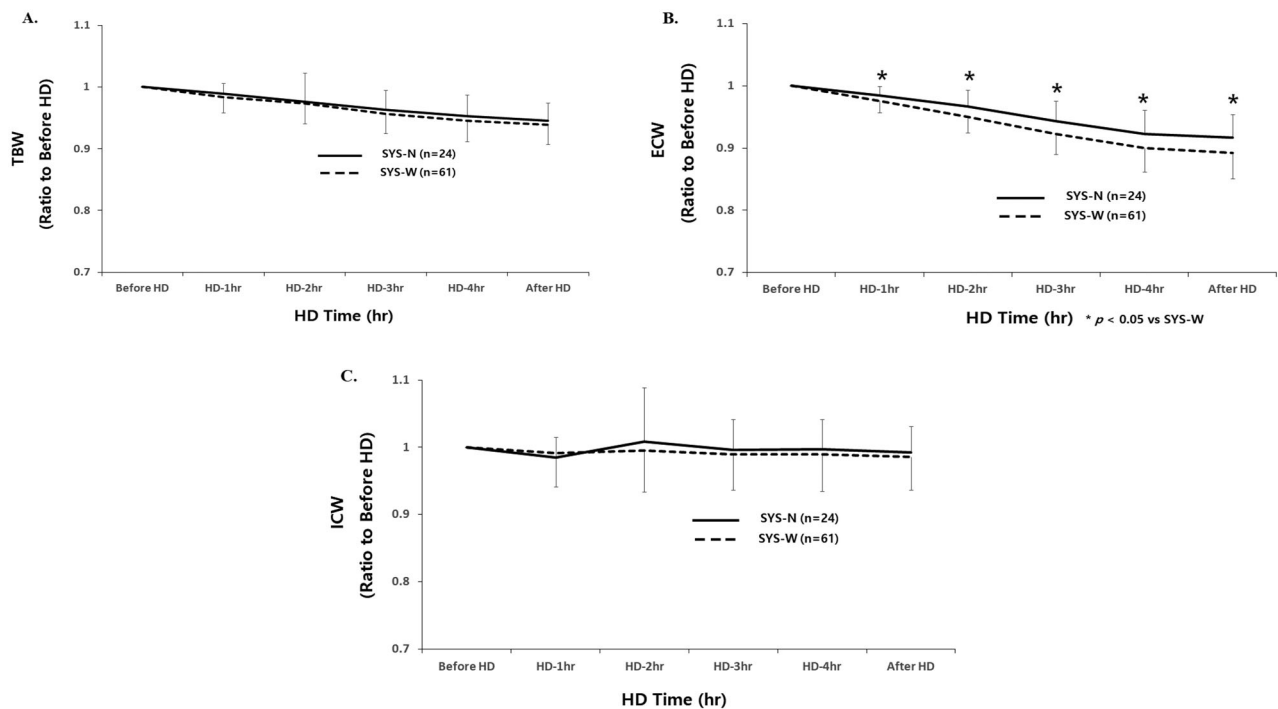 A.
1.1
1
0.9
0.8
0.7
TBW
(Ratio to Before HD)
SYS-N (n=24)
SYS-W (n=61)
Before HD HD-1hr HD-2hr HD-3hr HD-4hr After HD
HD Time (hr)
B.
1.1
1
0.9
0.8
0.7
ECW
(Ratio to Before HD)
* * * * *
SYS-N (n=24)
SYS-W (n=61)
Before HD HD-1hr HD-2hr HD-3hr HD-4hr After HD
HD Time (hr) * p < 0.05 vs SYS-W
C.
1.1
1
0.9
0.8
0.7
ICW
(Ratio to Before HD)
SYS-N (n=24)
SYS-W (n=61)
Before HD HD-1hr HD-2hr HD-3hr HD-4hr After HD
HD Time (hr)